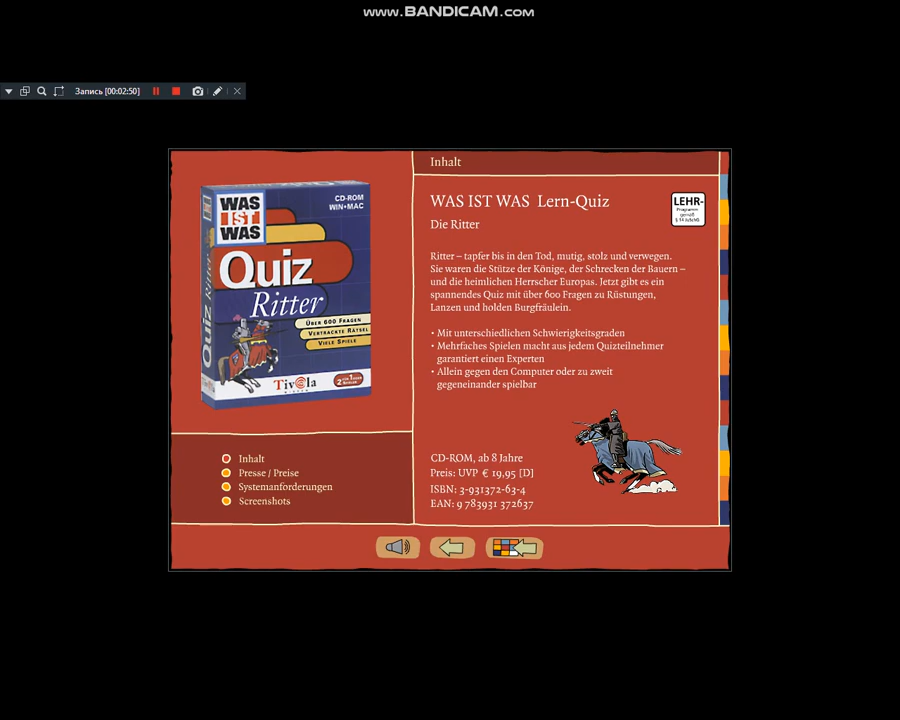 www.BANDICAM.com
Запись [00:02:50]
Inhalt
WAS IST WAS Lern-Quiz
Die Ritter
LEHR-
Programm
gemäß
§ 14 JuSchG
Ritter – tapfer bis in den Tod, mutig, stolz und verwegen.
Sie waren die Stütze der Könige, der Schrecken der Bauern –
und die heimlichen Herrscher Europas. Jetzt gibt es ein
spannendes Quiz mit über 600 Fragen zu Rüstungen,
Lanzen und holden Burgfräulein.
• Mit unterschiedlichen Schwierigkeitsgraden
• Mehrfaches Spielen macht aus jedem Quizteilnehmer
garantiert einen Experten
• Allein gegen den Computer oder zu zweit
gegeneinander spielbar
CD-ROM, ab 8 Jahre
Preis: UVP € 19,95 [D]
ISBN: 3-931372-63-4
EAN: 9 783931 372637
WAS
IST
WAS
CD-ROM
WIN+MAC
Quiz
Ritter
ÜBER 600 FRAGEN
VERTRACKTE RÄTSEL
VIELE SPIELE
Quiz Ritter
Tivola
Inhalt
Presse / Preise
Systemanforderungen
Screenshots